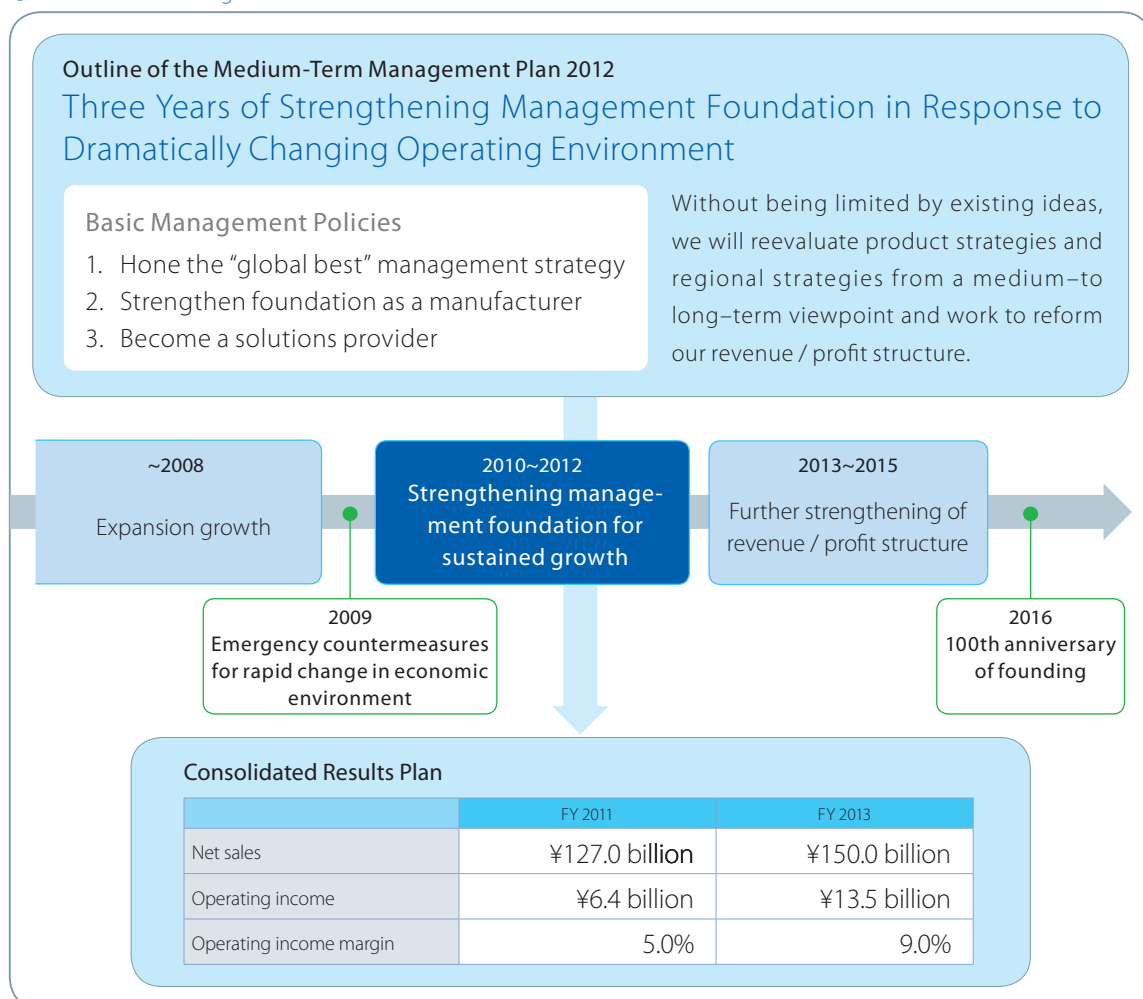 Outline of the Medium-Term Management Plan 2012
Three Years of Strengthening Management Foundation in Response to
Dramatically Changing Operating Environment
Basic Management Policies
1. Hone the “global best” management strategy
2. Strengthen foundation as a manufacturer
3. Become a solutions provider
Without being limited by existing ideas,
we will reevaluate product strategies and
regional strategies from a medium–to
long–term viewpoint and work to reform
our revenue / profit structure.
~2008
Expansion growth
2010~2012
Strengthening manage-
ment foundation for
sustained growth
2013~2015
Further strengthening of
revenue / profit structure
2009
Emergency countermeasures
for rapid change in economic
environment
2016
100th anniversary
of founding
Consolidated Results Plan
FY 2011 FY 2013
Net sales ¥127.0 billion ¥150.0 billion
Operating income ¥6.4 billion ¥13.5 billion
Operating income margin 5.0% 9.0%